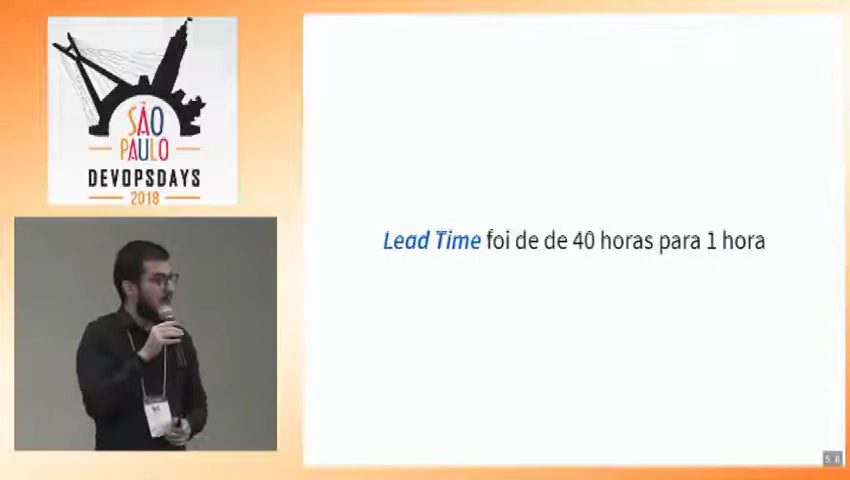 SÃO
PAULO
DEVOPSDAYS
2018
Lead Time foi de de 40 horas para 1 hora